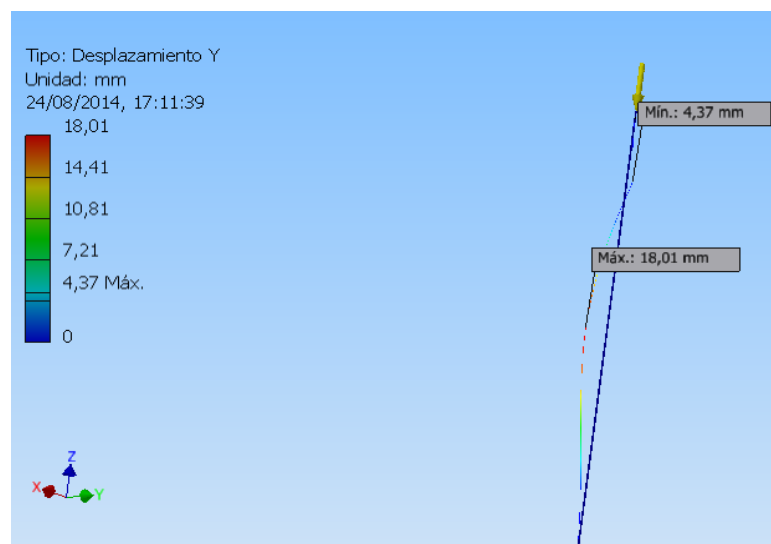 Tipo: Desplazamiento Y
Unidad: mm
24/08/2014, 17:11:39
18,01
14,41
10,81
7,21
4,37 Máx.
0
Mín.: 4,37 mm
Máx.: 18,01 mm
Z
X
Y